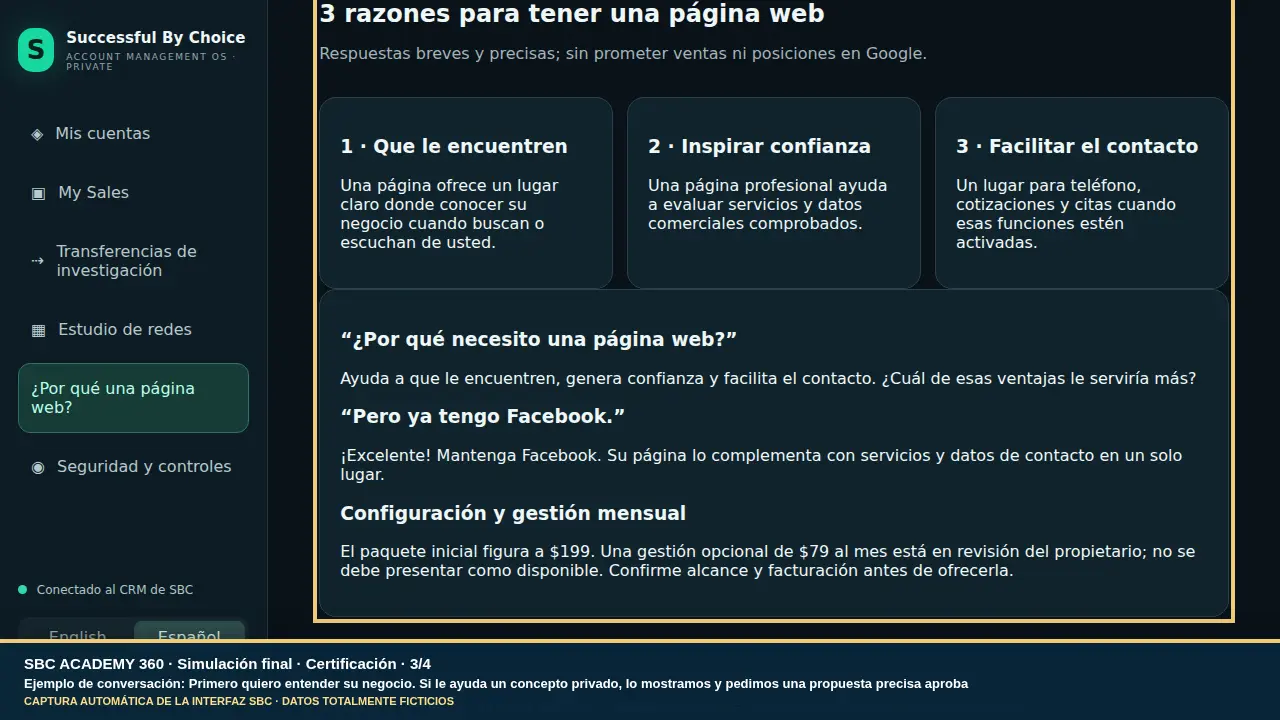 S
Successful By Choice
ACCOUNT MANAGEMENT OS ·
PRIVATE
Mis cuentas
My Sales
Transferencias de
investigación
Estudio de redes
¿Por qué una página
web?
Seguridad y controles
Conectado al CRM de SBC
English
Español
3 razones para tener una página web
Respuestas breves y precisas; sin prometer ventas ni posiciones en Google.
1 · Que le encuentren
Una página ofrece un lugar
claro donde conocer su
negocio cuando buscan o
escuchan de usted.
2 · Inspirar confianza
Una página profesional ayuda
a evaluar servicios y datos
comerciales comprobados.
3 · Facilitar el contacto
Un lugar para teléfono,
cotizaciones y citas cuando
esas funciones estén
activadas.
“¿Por qué necesito una página web?”
Ayuda a que le encuentren, genera confianza y facilita el contacto. ¿Cuál de esas ventajas le serviría más?
“Pero ya tengo Facebook.”
¡Excelente! Mantenga Facebook. Su página lo complementa con servicios y datos de contacto en un solo
lugar.
Configuración y gestión mensual
El paquete inicial figura a $199. Una gestión opcional de $79 al mes está en revisión del propietario; no se
debe presentar como disponible. Confirme alcance y facturación antes de ofrecerla.
SBC ACADEMY 360 · Simulación final · Certificación · 3/4
Ejemplo de conversación: Primero quiero entender su negocio. Si le ayuda un concepto privado, lo mostramos y pedimos una propuesta precisa aproba
CAPTURA AUTOMÁTICA DE LA INTERFAZ SBC · DATOS TOTALMENTE FICTICIOS